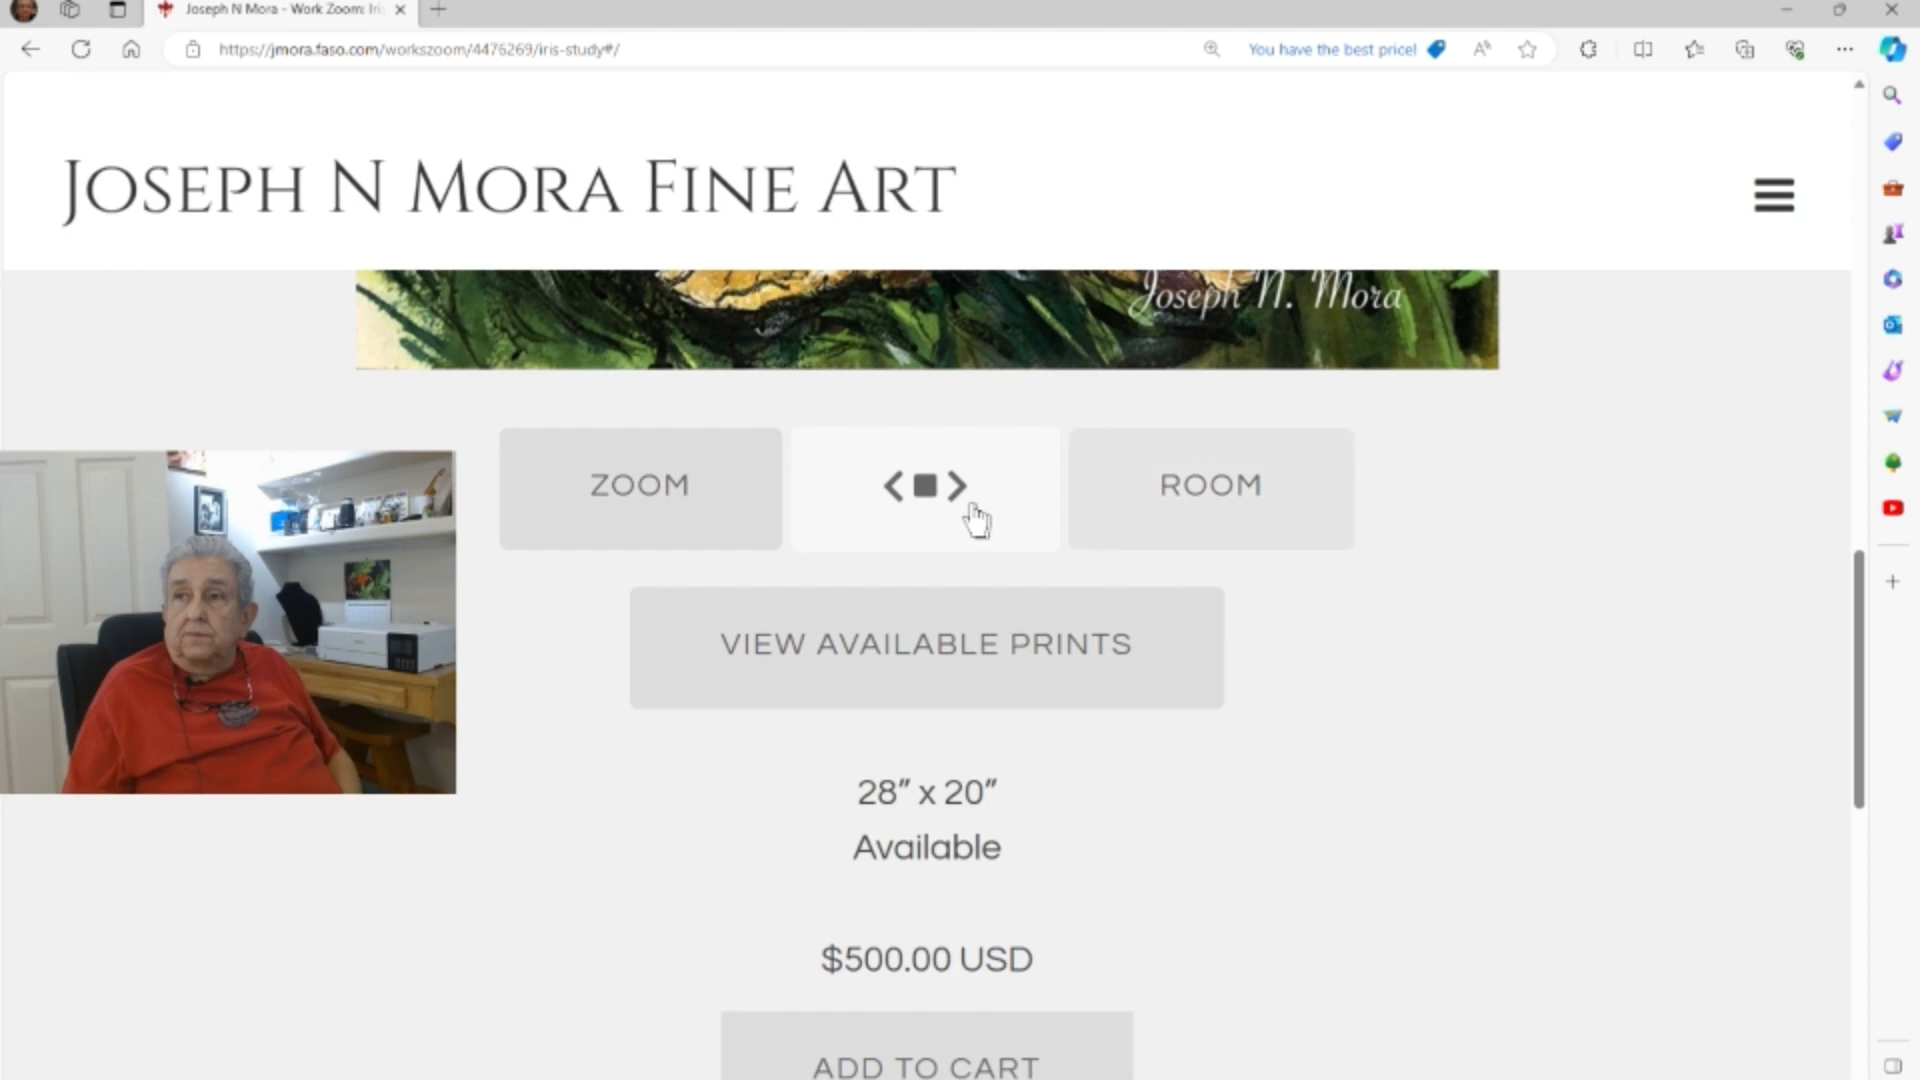 Joseph N Mora - Work Zoom: Iri
https://jmora.faso.com/workszoom/4476269/iris-study#/
You have the best price!
JOSEPH N MORA FINE ART
Joseph N. Mora
ZOOM
ROOM
VIEW AVAILABLE PRINTS
28″ x 20″
Available
$500.00 USD
ADD TO CART